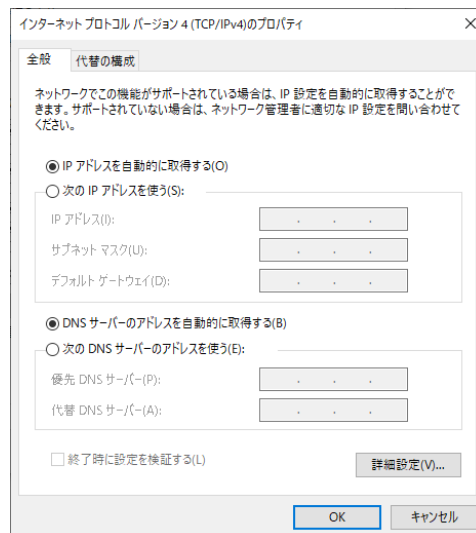 インターネット プロトコル バージョン 4 (TCP/IPv4)のプロパティ
全般
代替の構成
ネットワークでこの機能がサポートされている場合は、IP 設定を自動的に取得することがで
きます。サポートされていない場合は、ネットワーク管理者に適切な IP 設定を問い合わせて
ください。
IP アドレスを自動的に取得する(O)
次の IP アドレスを使う(S):
IP アドレス(I):
サブネット マスク(U):
デフォルト ゲートウェイ(D):
DNS サーバーのアドレスを自動的に取得する(B)
次の DNS サーバーのアドレスを使う(E):
優先 DNS サーバー(P):
代替 DNS サーバー(A):
終了時に設定を検証する(L)
詳細設定(V)...
OK
キャンセル